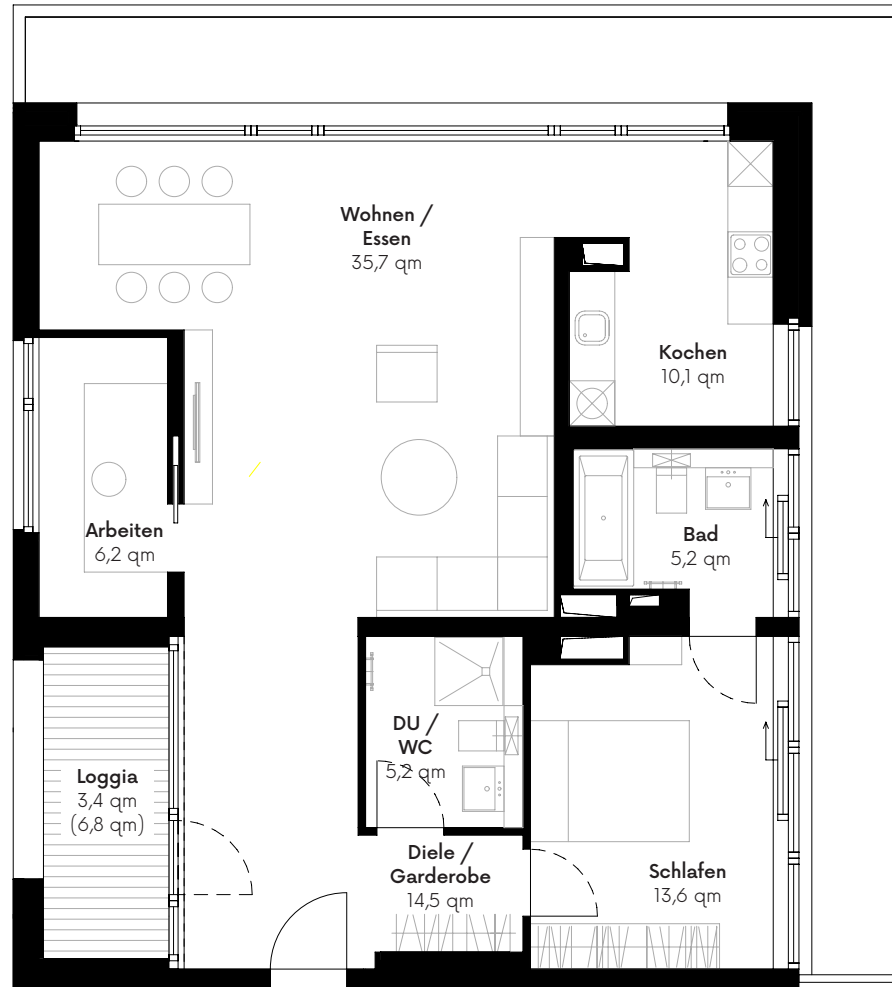 Wohnen /
Essen
35,7 qm
Kochen
10,1 qm
Arbeiten
6,2 qm
Bad
5,2 qm
DU /
WC
5,2 qm
Loggia
3,4 qm
(6,8 qm)
Diele /
Garderobe
14,5 qm
Schlafen
13,6 qm